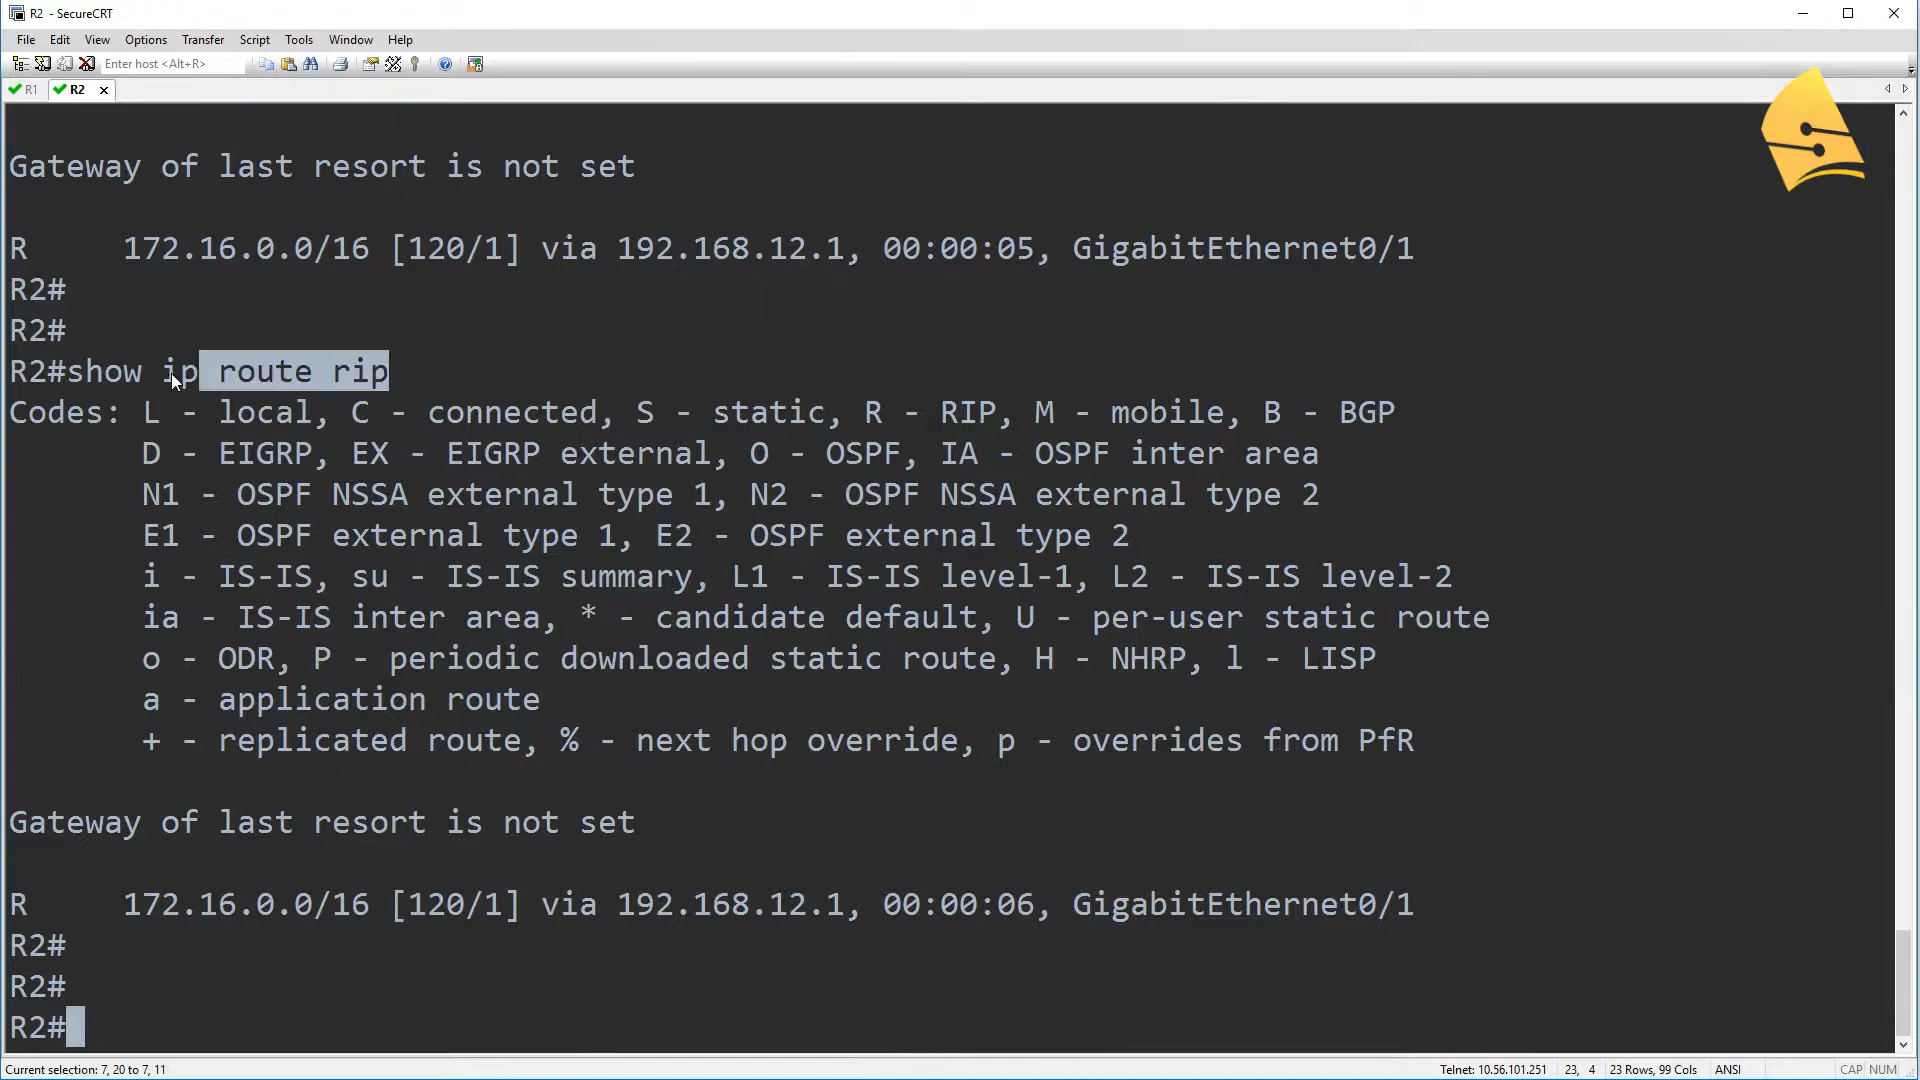 R2 - SecureCRT
File Edit View Options Transfer Script Tools Window Help
Enter host <Alt+R>
R1 R2
Gateway of last resort is not set
R     172.16.0.0/16 [120/1] via 192.168.12.1, 00:00:05, GigabitEthernet0/1
R2#
R2#
R2#show ip route rip
Codes: L - local, C - connected, S - static, R - RIP, M - mobile, B - BGP
D - EIGRP, EX - EIGRP external, O - OSPF, IA - OSPF inter area
N1 - OSPF NSSA external type 1, N2 - OSPF NSSA external type 2
E1 - OSPF external type 1, E2 - OSPF external type 2
i - IS-IS, su - IS-IS summary, L1 - IS-IS level-1, L2 - IS-IS level-2
ia - IS-IS inter area, * - candidate default, U - per-user static route
o - ODR, P - periodic downloaded static route, H - NHRP, l - LISP
a - application route
+ - replicated route, % - next hop override, p - overrides from PfR
Gateway of last resort is not set
R     172.16.0.0/16 [120/1] via 192.168.12.1, 00:00:06, GigabitEthernet0/1
R2#
R2#
R2#
Current selection: 7, 20 to 7, 11 Telnet: 10.56.101.251 23, 4 23 Rows, 99 Cols ANSI CAP NUM